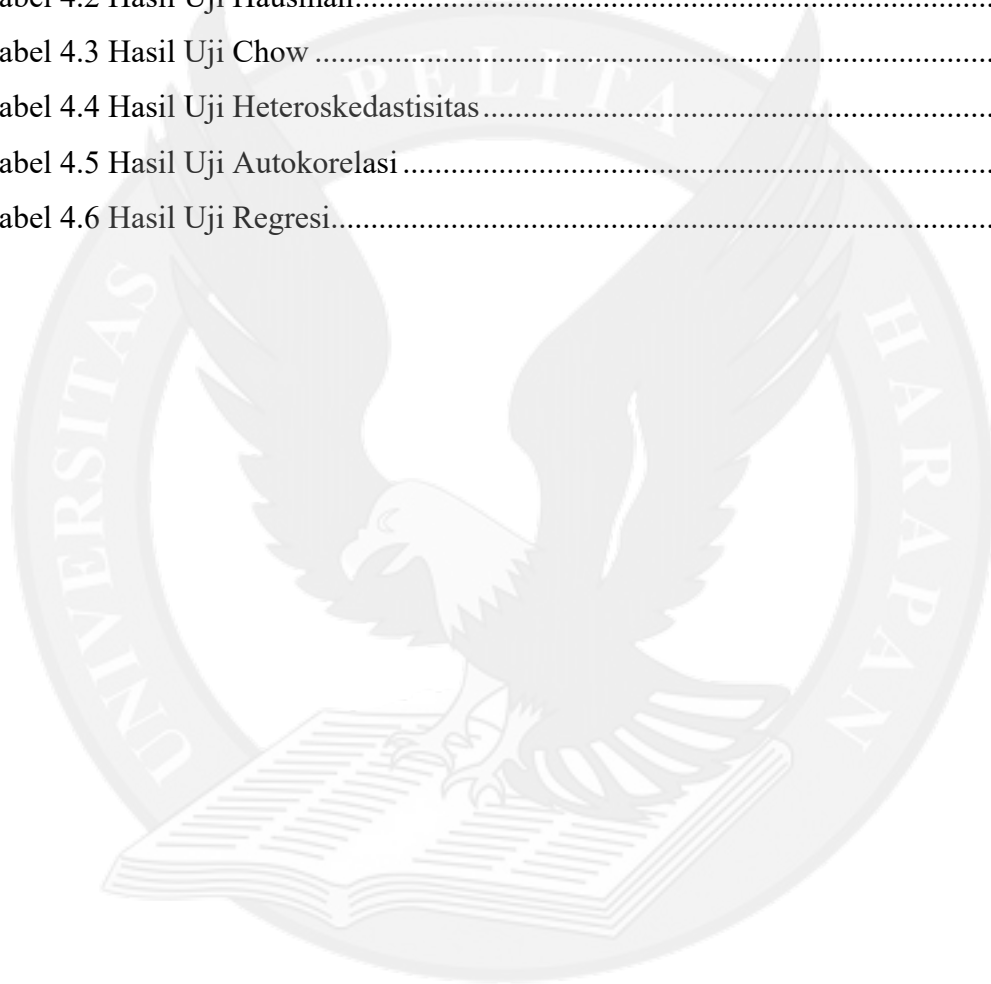 abel 4.2 Hasil Uji Hausman....................................................................................
abel 4.3 Hasil Uji Chow ....................................................................................
abel 4.4 Hasil Uji Heteroskedastisitas..............................................................
abel 4.5 Hasil Uji Autokorelasi ........................................................................
abel 4.6 Hasil Uji Regresi.................................................................................
UNIVERSITAS PELITA HARAPAN